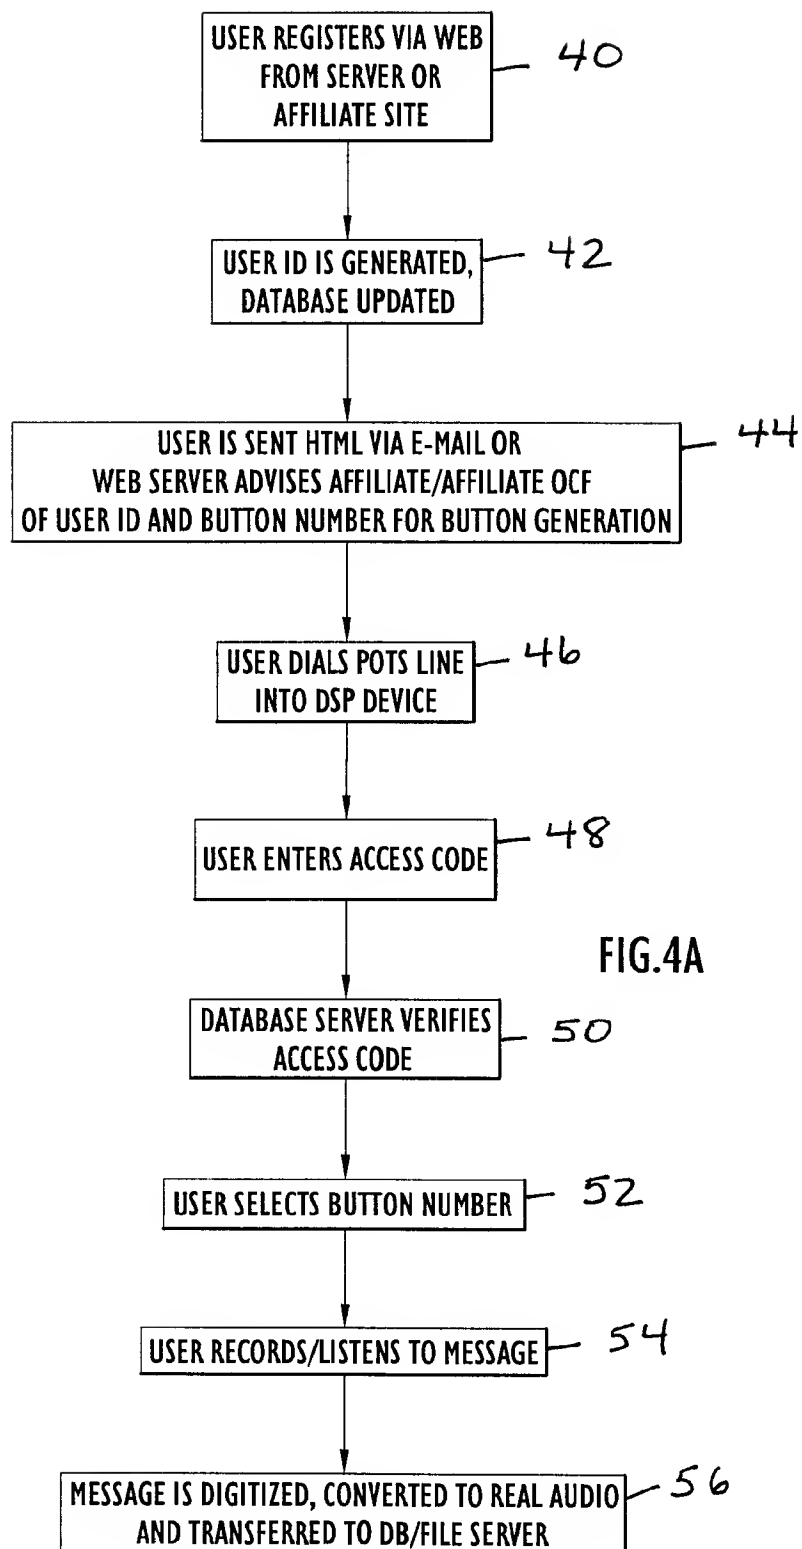 USER REGISTERS VIA WEB
FROM SERVER OR
AFFILIATE SITE
40
USER ID IS GENERATED,
DATABASE UPDATED
42
USER IS SENT HTML VIA E-MAIL OR
WEB SERVER ADVISES AFFILIATE/AFFILIATE OCF
OF USER ID AND BUTTON NUMBER FOR BUTTON GENERATION
44
USER DIALS POTS LINE
INTO DSP DEVICE
46
USER ENTERS ACCESS CODE
48
FIG.4A
DATABASE SERVER VERIFIES
ACCESS CODE
50
USER SELECTS BUTTON NUMBER
52
USER RECORDS/LISTENS TO MESSAGE
54
MESSAGE IS DIGITIZED, CONVERTED TO REAL AUDIO
AND TRANSFERRED TO DB/FILE SERVER
56